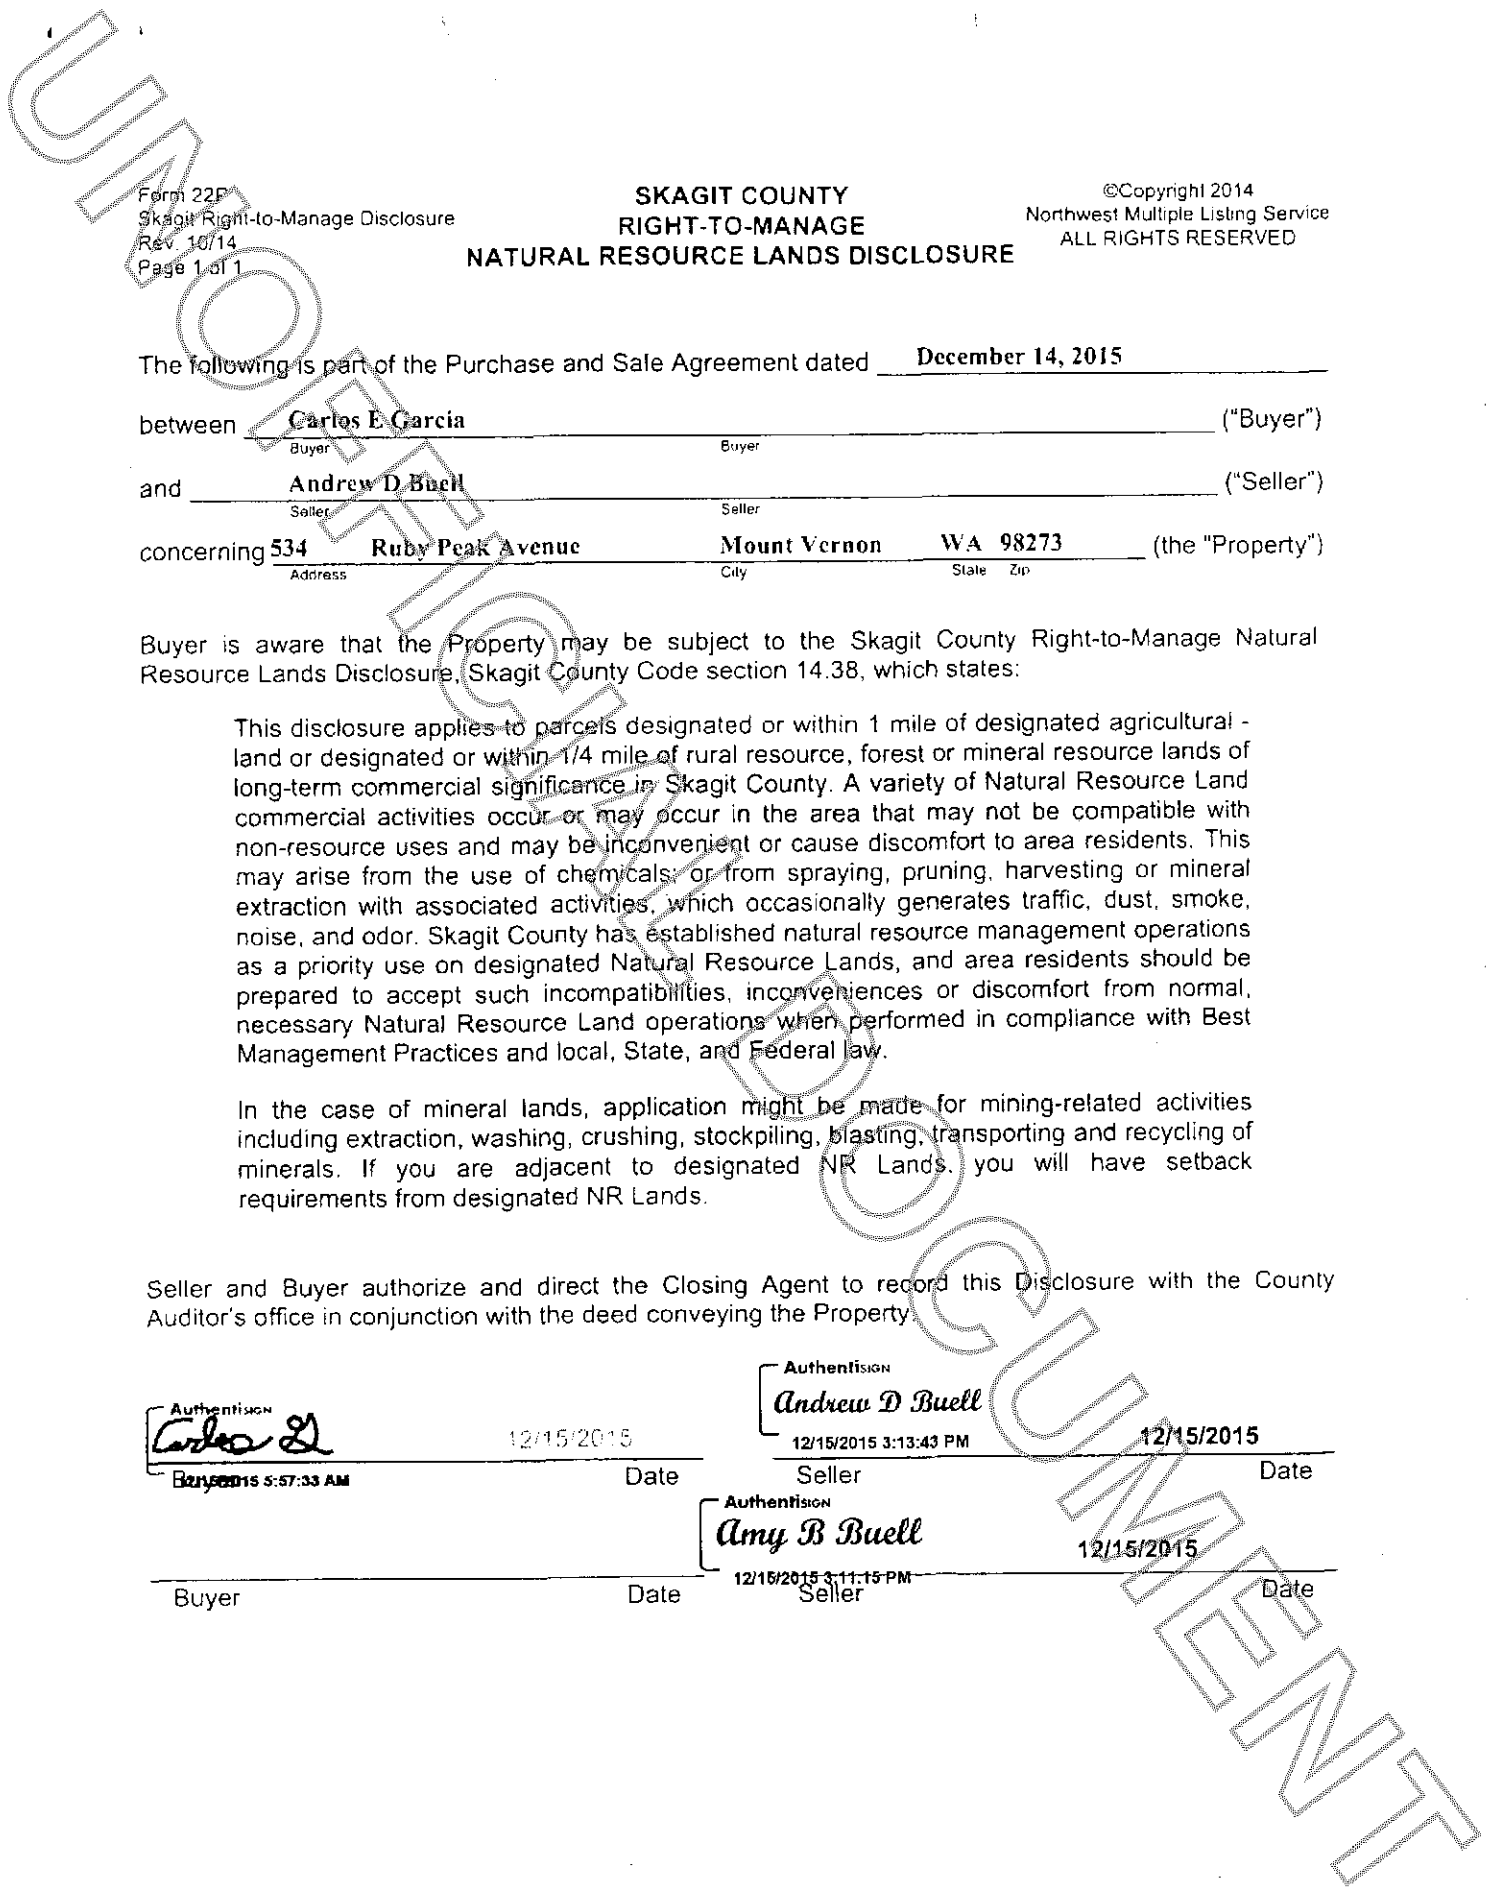 Form 22P
Skagit Right-to-Manage Disclosure
Rev. 10/14
Page 1 of 1
SKAGIT COUNTY
RIGHT-TO-MANAGE
NATURAL RESOURCE LANDS DISCLOSURE
©Copyright 2014
Northwest Multiple Listing Service
ALL RIGHTS RESERVED
The following is part of the Purchase and Sale Agreement dated December 14, 2015
between Carlos E Garcia ("Buyer")
Buyer Buyer
and Andrew D Buell ("Seller")
Seller Seller
concerning 534 Ruby Peak Avenue Mount Vernon WA 98273 (the "Property")
Address City State Zip
Buyer is aware that the Property may be subject to the Skagit County Right-to-Manage Natural
Resource Lands Disclosure, Skagit County Code section 14.38, which states:
This disclosure applies to parcels designated or within 1 mile of designated agricultural -
land or designated or within 1/4 mile of rural resource, forest or mineral resource lands of
long-term commercial significance in Skagit County. A variety of Natural Resource Land
commercial activities occur or may occur in the area that may not be compatible with
non-resource uses and may be inconvenient or cause discomfort to area residents. This
may arise from the use of chemicals; or from spraying, pruning, harvesting or mineral
extraction with associated activities, which occasionally generates traffic, dust, smoke,
noise, and odor. Skagit County has established natural resource management operations
as a priority use on designated Natural Resource Lands, and area residents should be
prepared to accept such incompatibilities, inconveniences or discomfort from normal,
necessary Natural Resource Land operations when performed in compliance with Best
Management Practices and local, State, and Federal law.
In the case of mineral lands, application might be made for mining-related activities
including extraction, washing, crushing, stockpiling, blasting, transporting and recycling of
minerals. If you are adjacent to designated NR Lands, you will have setback
requirements from designated NR Lands.
Seller and Buyer authorize and direct the Closing Agent to record this Disclosure with the County
Auditor's office in conjunction with the deed conveying the Property.
Authentisign
Carlos G 12/15/2015
Buyer 5:57:33 AM Date
Authentisign
Andrew D Buell
12/15/2015 3:13:43 PM 12/15/2015
Seller Date
Authentisign
Amy B Buell
12/15/2015
12/15/2015 3:11:15 PM
Buyer Date Seller Date
UNOFFICIAL DOCUMENT